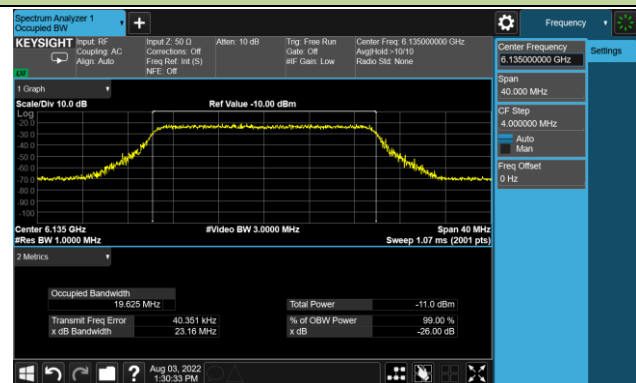 Spectrum Analyzer 1
Occupied BW
+
Frequency
KEYSIGHT
Input: RF
Coupling: AC
Align: Auto
Input Z: 50 Ω
Corrections: Off
Freq Ref: Int (S)
NFE: Off
Atten: 10 dB
Trig: Free Run
Gate: Off
#IF Gain: Low
Center Freq: 6.135000000 GHz
Avg|Hold:>10/10
Radio Std: None
LXI
Center Frequency
6.135000000 GHz
Settings
Span
40.000 MHz
CF Step
4.000000 MHz
Auto
Man
Freq Offset
0 Hz
1 Graph
Scale/Div 10.0 dB
Ref Value -10.00 dBm
Log
-20.0
-30.0
-40.0
-50.0
-60.0
-70.0
-80.0
-90.0
-100
Center 6.135 GHz
#Video BW 3.0000 MHz
Span 40 MHz
#Res BW 1.0000 MHz
Sweep 1.07 ms (2001 pts)
2 Metrics
Occupied Bandwidth
19.625 MHz
Total Power -11.0 dBm
Transmit Freq Error 40.351 kHz
% of OBW Power 99.00 %
x dB Bandwidth 23.16 MHz
x dB -26.00 dB
?
Aug 03, 2022
1:30:33 PM